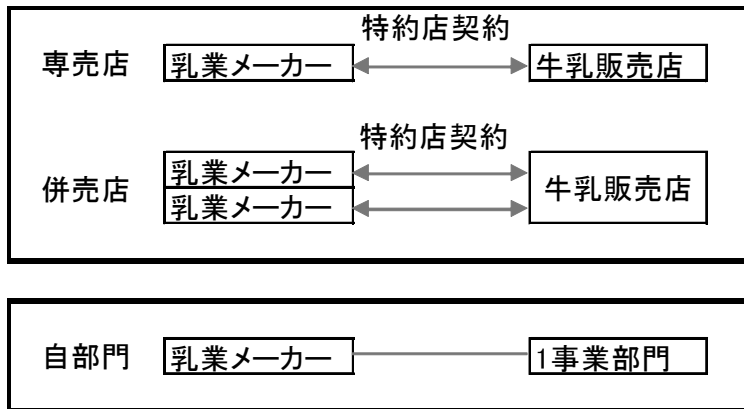 特約店契約
専売店 乳業メーカー 牛乳販売店
特約店契約
併売店 乳業メーカー 牛乳販売店
乳業メーカー
自部門 乳業メーカー 1事業部門